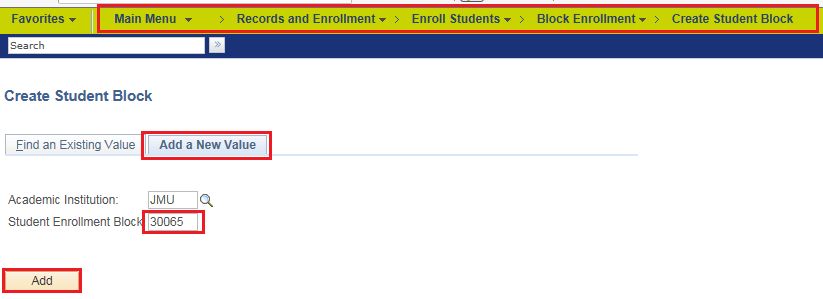 Favorites Main Menu > Records and Enrollment > Enroll Students > Block Enrollment > Create Student Block
Search »
Create Student Block
Find an Existing Value Add a New Value
Academic Institution: JMU
Student Enrollment Block 30065
Add